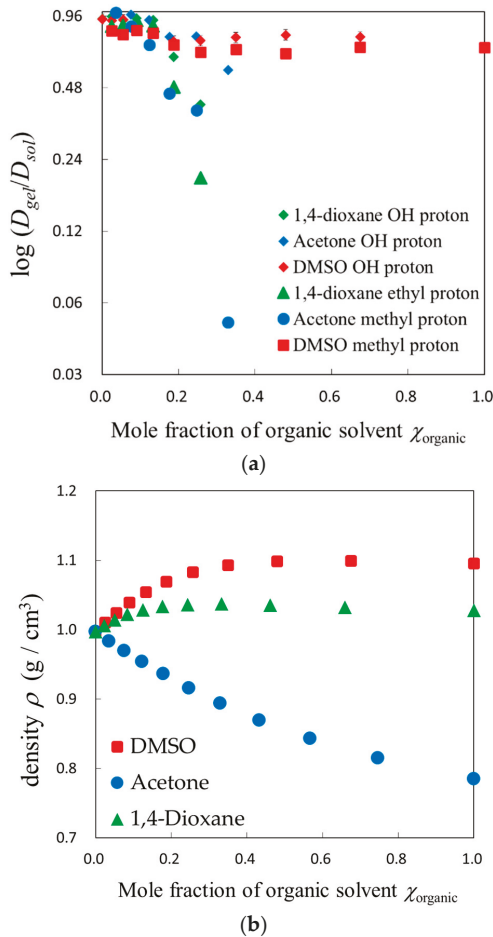 0.96
0.48
0.24
0.12
0.06
0.03
log (D_gel/D_sol)
1,4-dioxane OH proton
Acetone OH proton
DMSO OH proton
1,4-dioxane ethyl proton
Acetone methyl proton
DMSO methyl proton
0.0 0.2 0.4 0.6 0.8 1.0
Mole fraction of organic solvent χ_organic
(a)
1.2
1.1
1.0
0.9
0.8
0.7
density ρ (g / cm³)
DMSO
Acetone
1,4-Dioxane
0.0 0.2 0.4 0.6 0.8 1.0
Mole fraction of organic solvent χ_organic
(b)